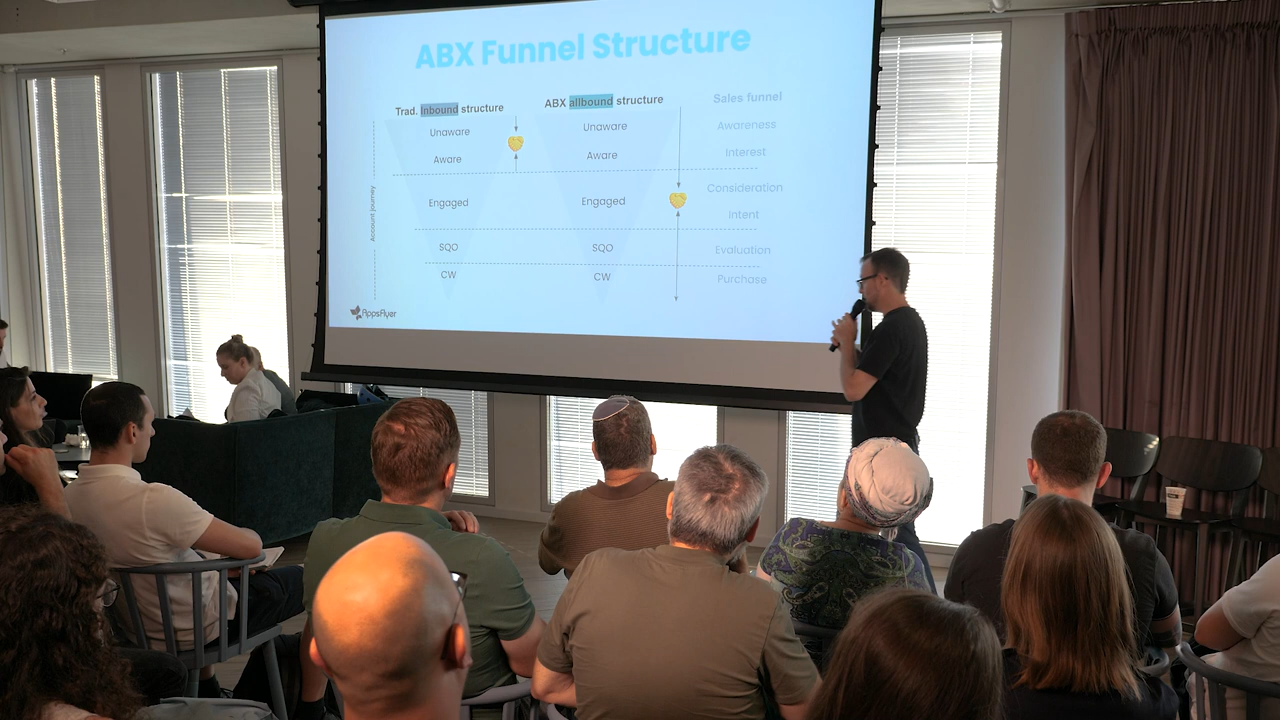 ABX Funnel Structure
Trad. inbound structure
ABX allbound structure
Sales funnel
Unaware
Unaware
Awareness
Aware
Aware
Interest
Account journey
Engaged
Engaged
Consideration
Intent
SQO
SQO
Evaluation
CW
CW
Purchase
AppsFlyer